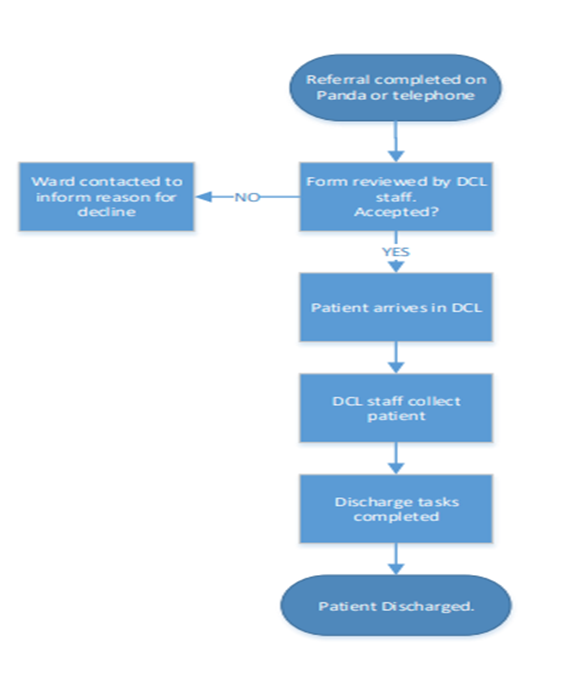 Referral completed on
Panda or telephone
Ward contacted to
inform reason for
decline
NO
Form reviewed by DCL
staff.
Accepted?
YES
Patient arrives in DCL
DCL staff collect
patient
Discharge tasks
completed
Patient Discharged.